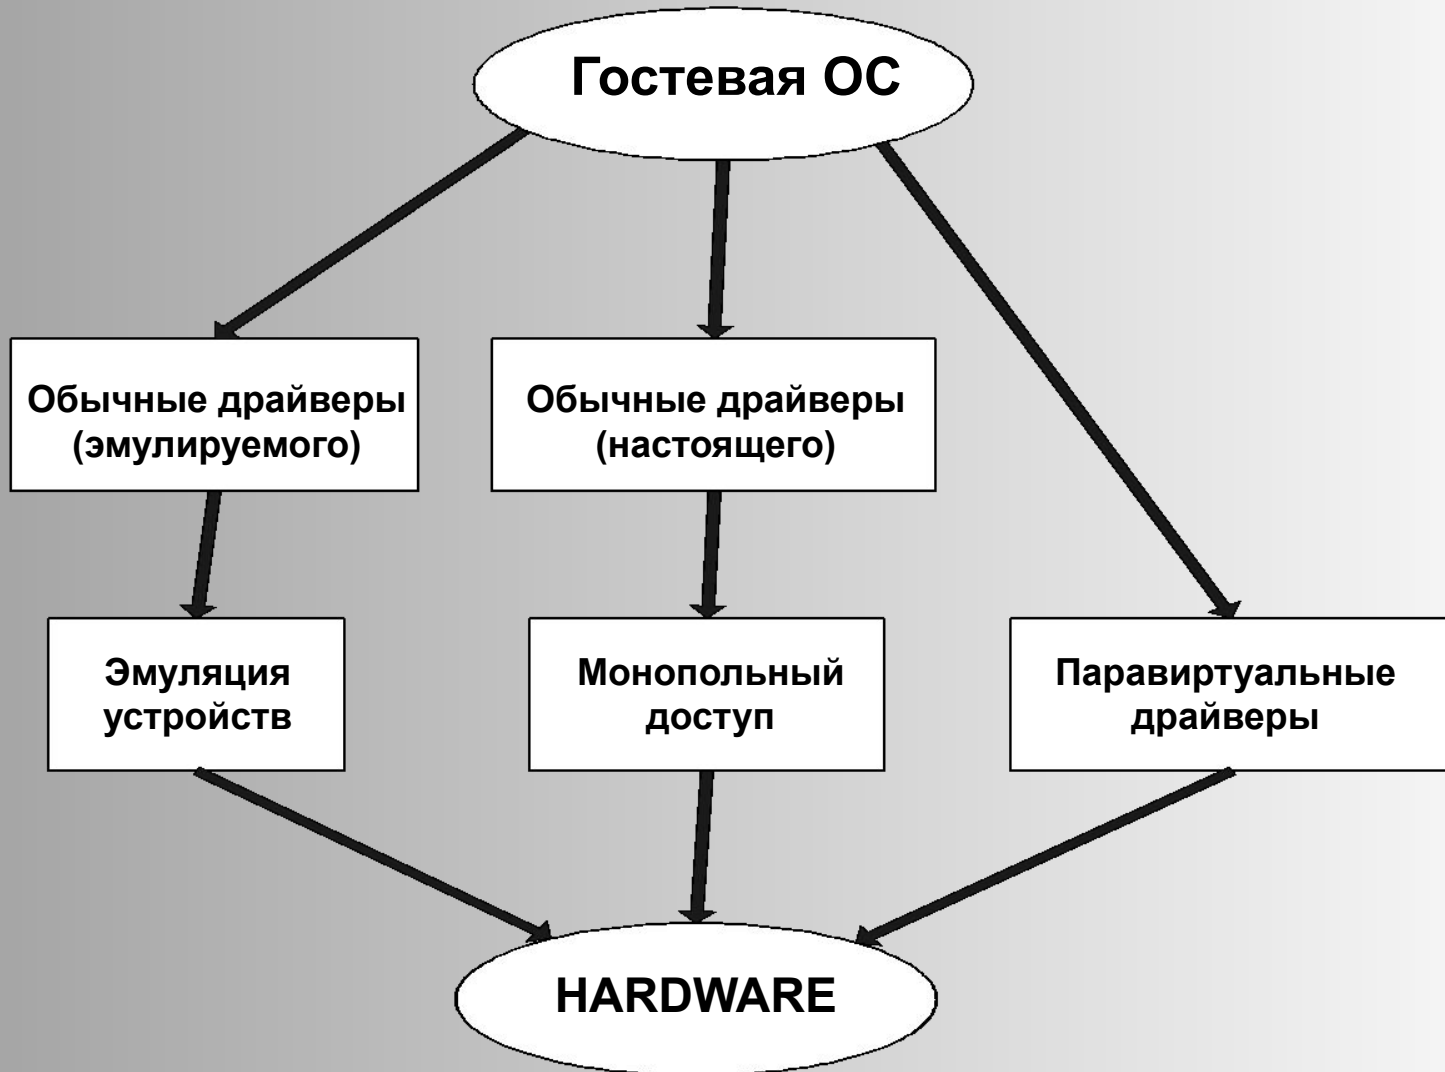 Гостевая ОС
Обычные драйверы
(эмулируемого)
Обычные драйверы
(настоящего)
Эмуляция
устройств
Монопольный
доступ
Паравиртуальные
драйверы
HARDWARE